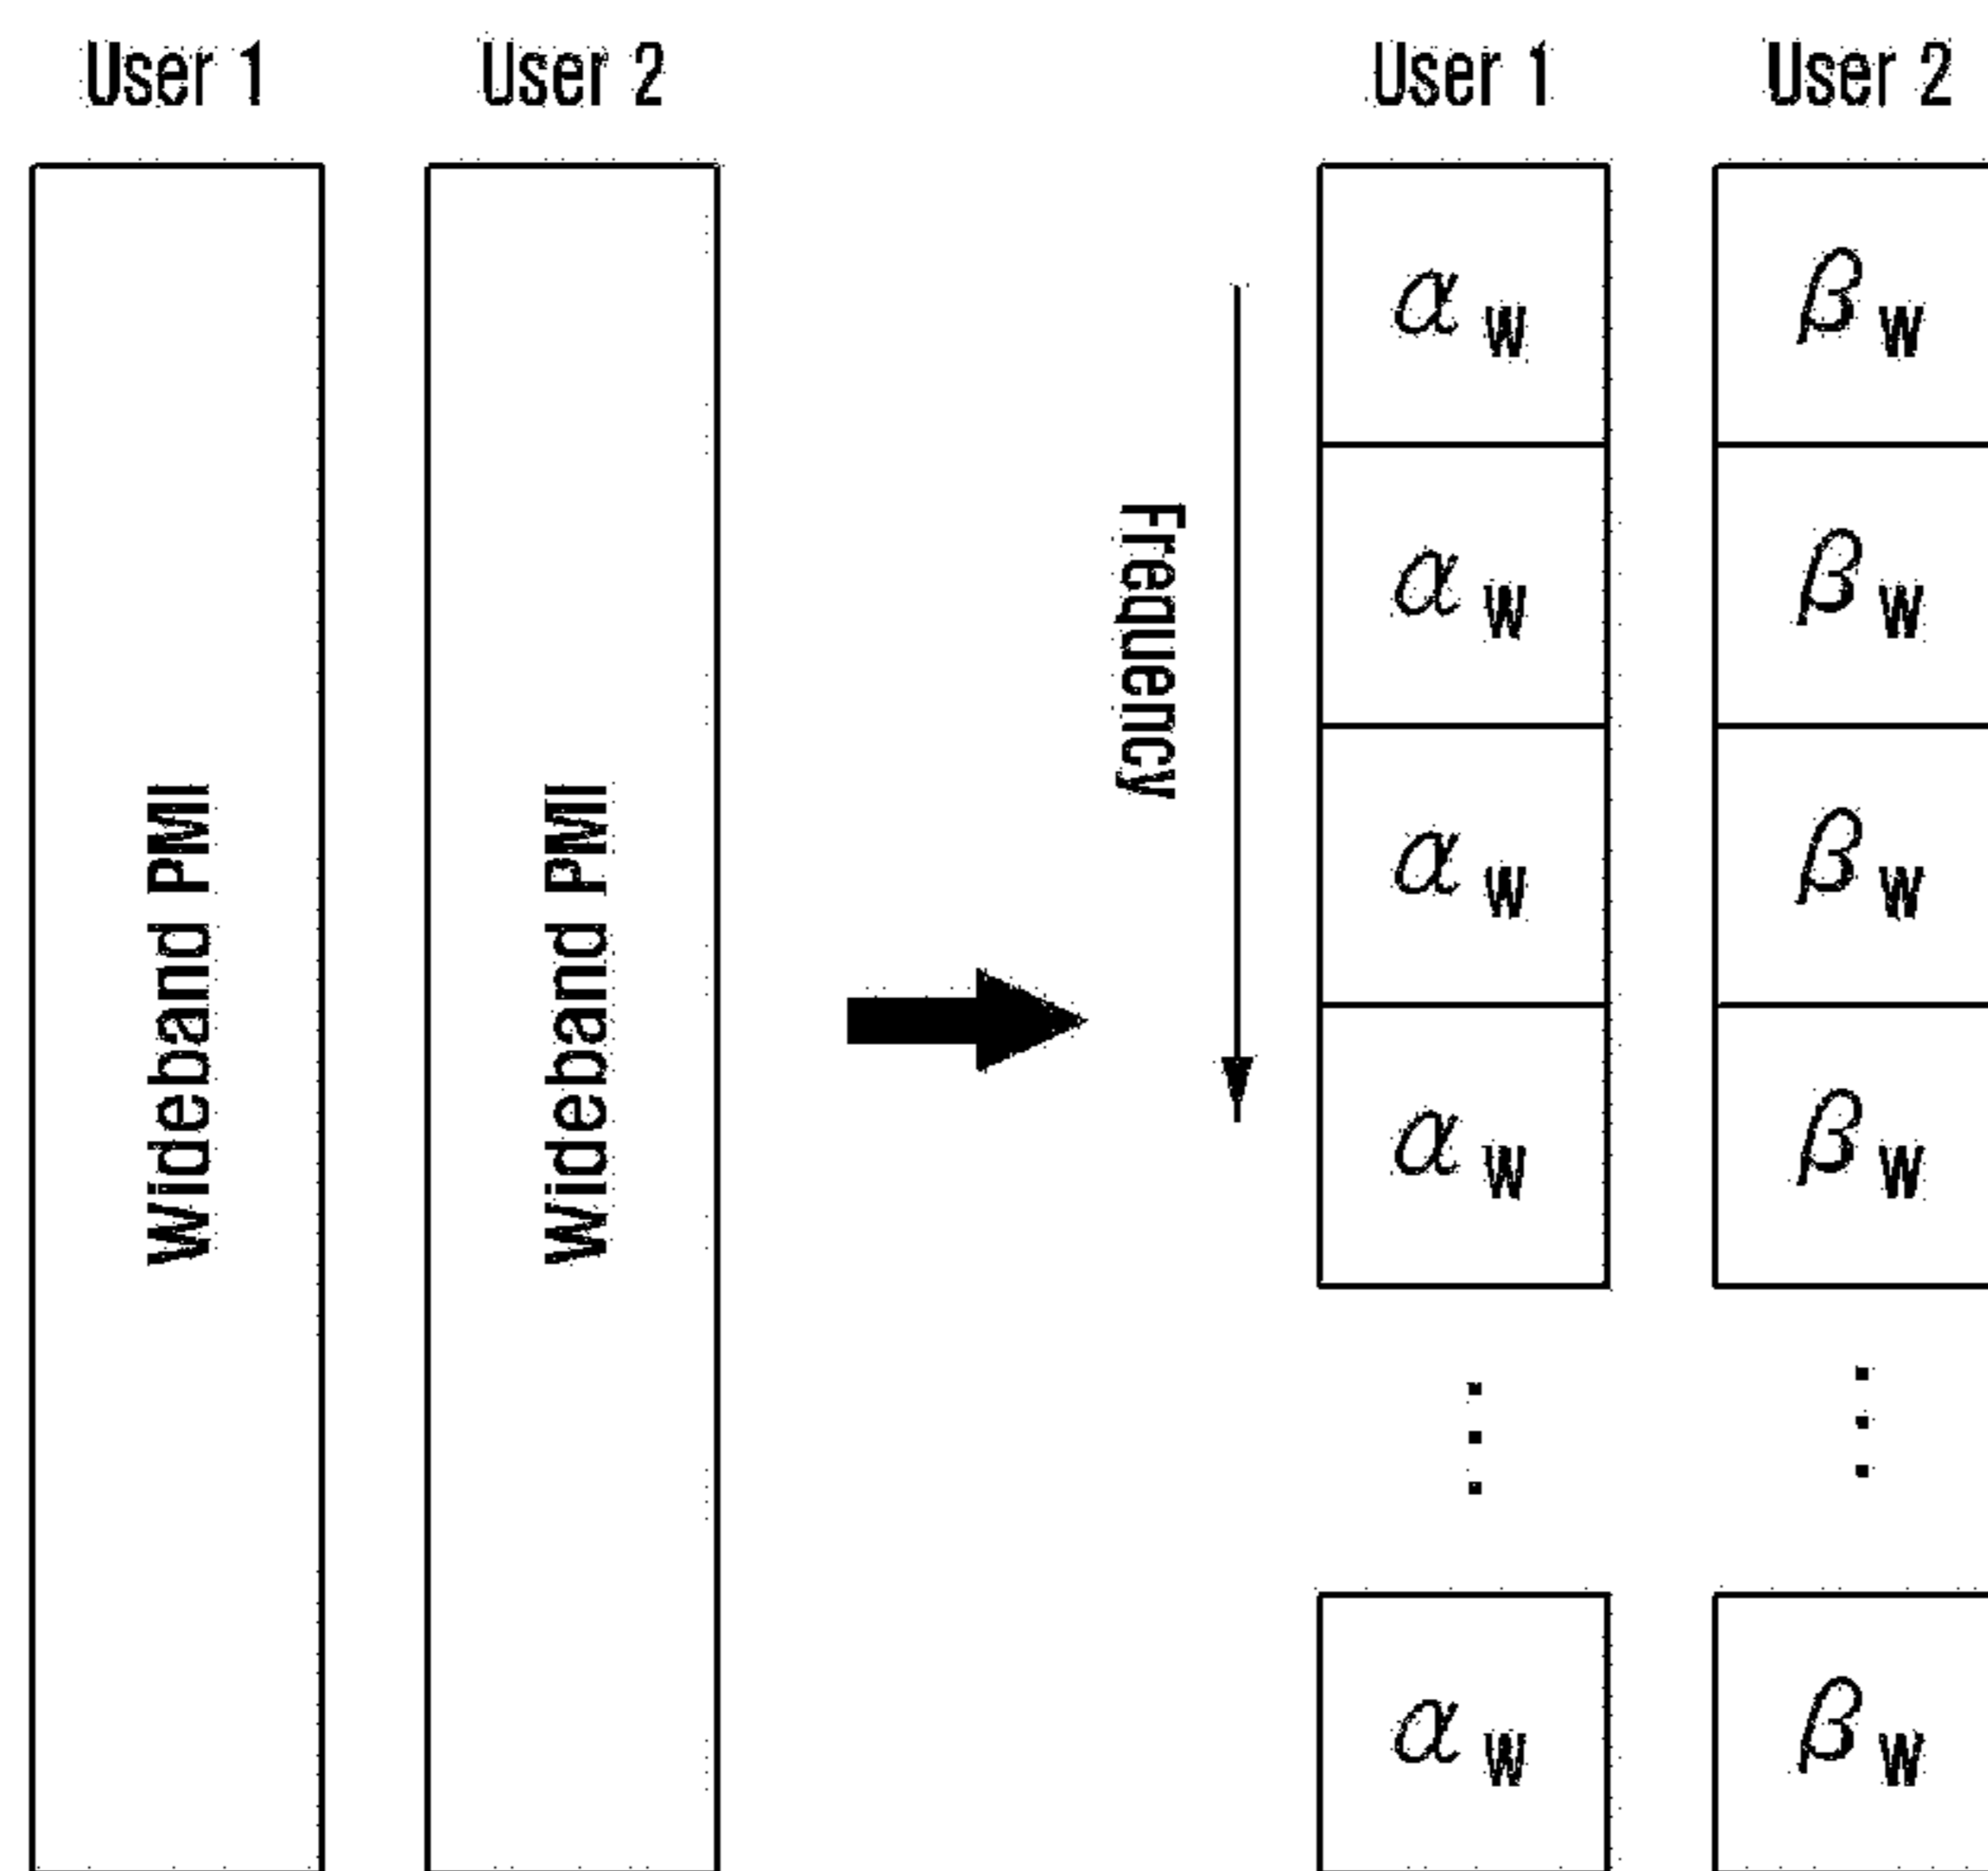 User 1 User 2 User 1 User 2
Wideband PMI
Wideband PMI
Frequency
α w β w
α w β w
α w β w
α w β w
⋮ ⋮
α w β w